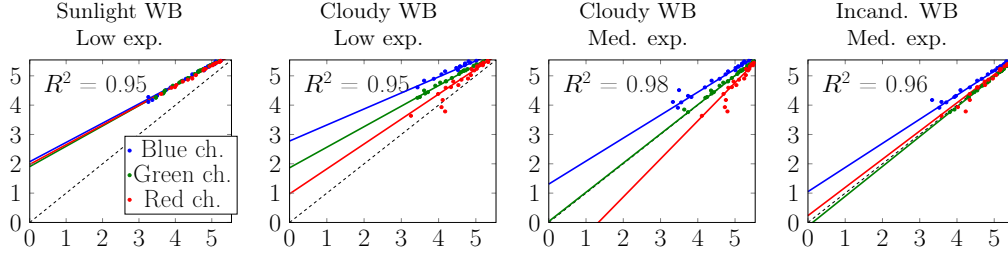 Sunlight WB
Low exp.
R² = 0.95
5
4
3
2
1
0
0 1 2 3 4 5
Blue ch.
Green ch.
Red ch.
Cloudy WB
Low exp.
R² = 0.95
5
4
3
2
1
0
0 1 2 3 4 5
Cloudy WB
Med. exp.
R² = 0.98
5
4
3
2
1
0
0 1 2 3 4 5
Incand. WB
Med. exp.
R² = 0.96
5
4
3
2
1
0
0 1 2 3 4 5